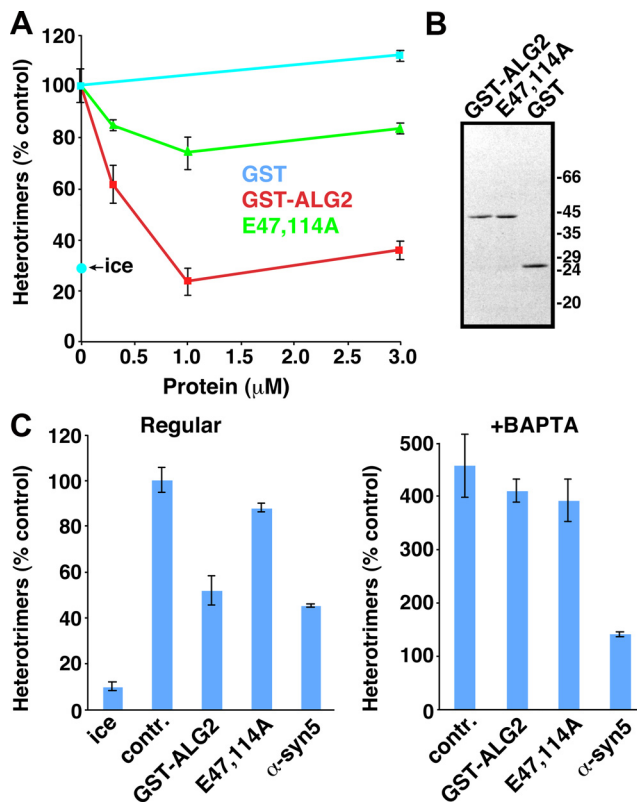 A
Heterotrimers (% control)
120
100
80
60
40
20
0
ice
GST
GST-ALG2
E47,114A
0
0.5
1.0
1.5
2.0
2.5
3.0
Protein (μM)
B
GST-ALG2
E47,114A
GST
-66
-45
-35
-29
-24
-20
C
Regular
Heterotrimers (% control)
120
100
80
60
40
20
0
ice
contr.
GST-ALG2
E47,114A
α-syn5
+BAPTA
Heterotrimers (% control)
500
450
400
300
200
100
0
contr.
GST-ALG2
E47,114A
α-syn5